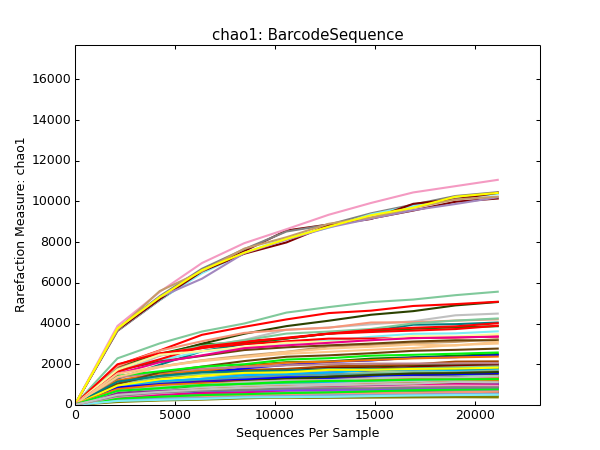 chao1: BarcodeSequence
Rarefaction Measure: chao1
16000
14000
12000
10000
8000
6000
4000
2000
0
0 5000 10000 15000 20000
Sequences Per Sample